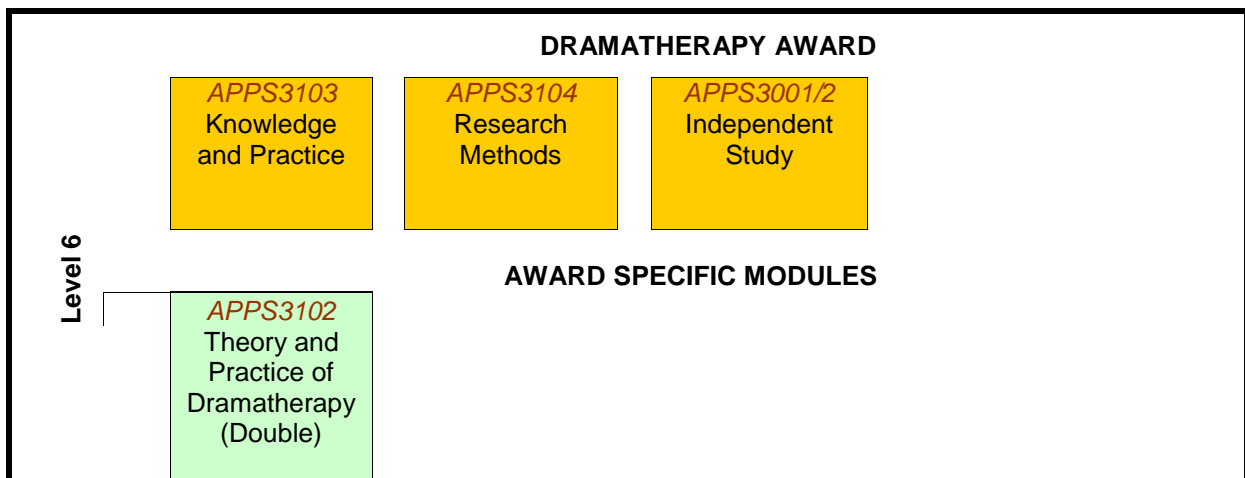 DRAMATHERAPY AWARD
APPS3103
Knowledge
and Practice
APPS3104
Research
Methods
APPS3001/2
Independent
Study
Level 6
AWARD SPECIFIC MODULES
APPS3102
Theory and
Practice of
Dramatherapy
(Double)